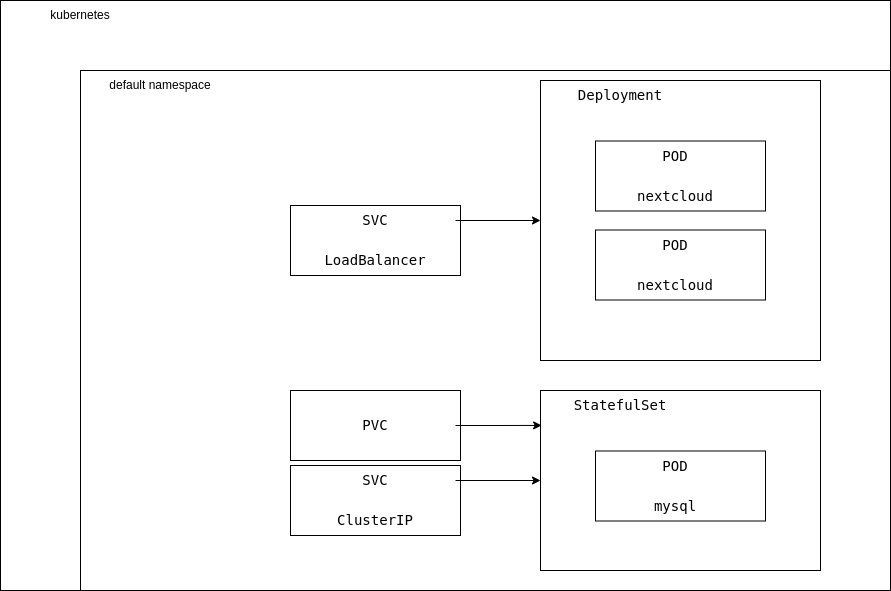 kubernetes
default namespace
Deployment
POD
nextcloud
POD
nextcloud
SVC
LoadBalancer
PVC
SVC
ClusterIP
StatefulSet
POD
mysql